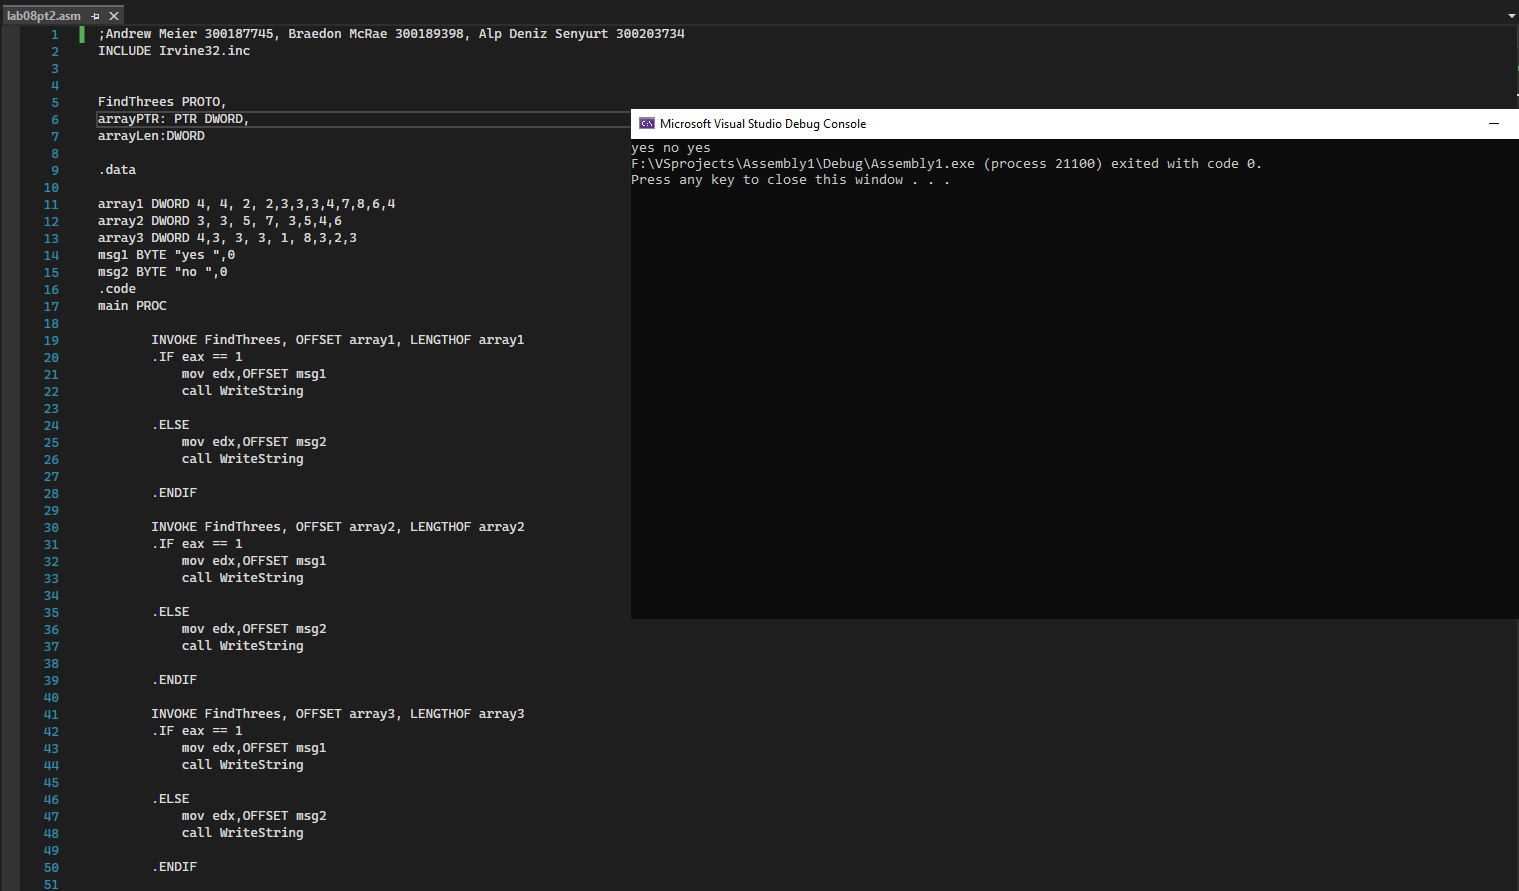 lab08pt2.asm
1 ;Andrew Meier 300187745, Braedon McRae 300189398, Alp Deniz Senyurt 300203734
2 INCLUDE Irvine32.inc
3
4
5 FindThrees PROTO,
6 arrayPTR: PTR DWORD,
7 arrayLen:DWORD
8
9 .data
10
11 array1 DWORD 4, 4, 2, 2,3,3,3,4,7,8,6,4
12 array2 DWORD 3, 3, 5, 7, 3,5,4,6
13 array3 DWORD 4,3, 3, 3, 1, 8,3,2,3
14 msg1 BYTE "yes ",0
15 msg2 BYTE "no ",0
16 .code
17 main PROC
18
19 INVOKE FindThrees, OFFSET array1, LENGTHOF array1
20 .IF eax == 1
21 mov edx,OFFSET msg1
22 call WriteString
23
24 .ELSE
25 mov edx,OFFSET msg2
26 call WriteString
27
28 .ENDIF
29
30 INVOKE FindThrees, OFFSET array2, LENGTHOF array2
31 .IF eax == 1
32 mov edx,OFFSET msg1
33 call WriteString
34
35 .ELSE
36 mov edx,OFFSET msg2
37 call WriteString
38
39 .ENDIF
40
41 INVOKE FindThrees, OFFSET array3, LENGTHOF array3
42 .IF eax == 1
43 mov edx,OFFSET msg1
44 call WriteString
45
46 .ELSE
47 mov edx,OFFSET msg2
48 call WriteString
49
50 .ENDIF
51
Microsoft Visual Studio Debug Console
yes no yes
F:\VSprojects\Assembly1\Debug\Assembly1.exe (process 21100) exited with code 0.
Press any key to close this window . . .